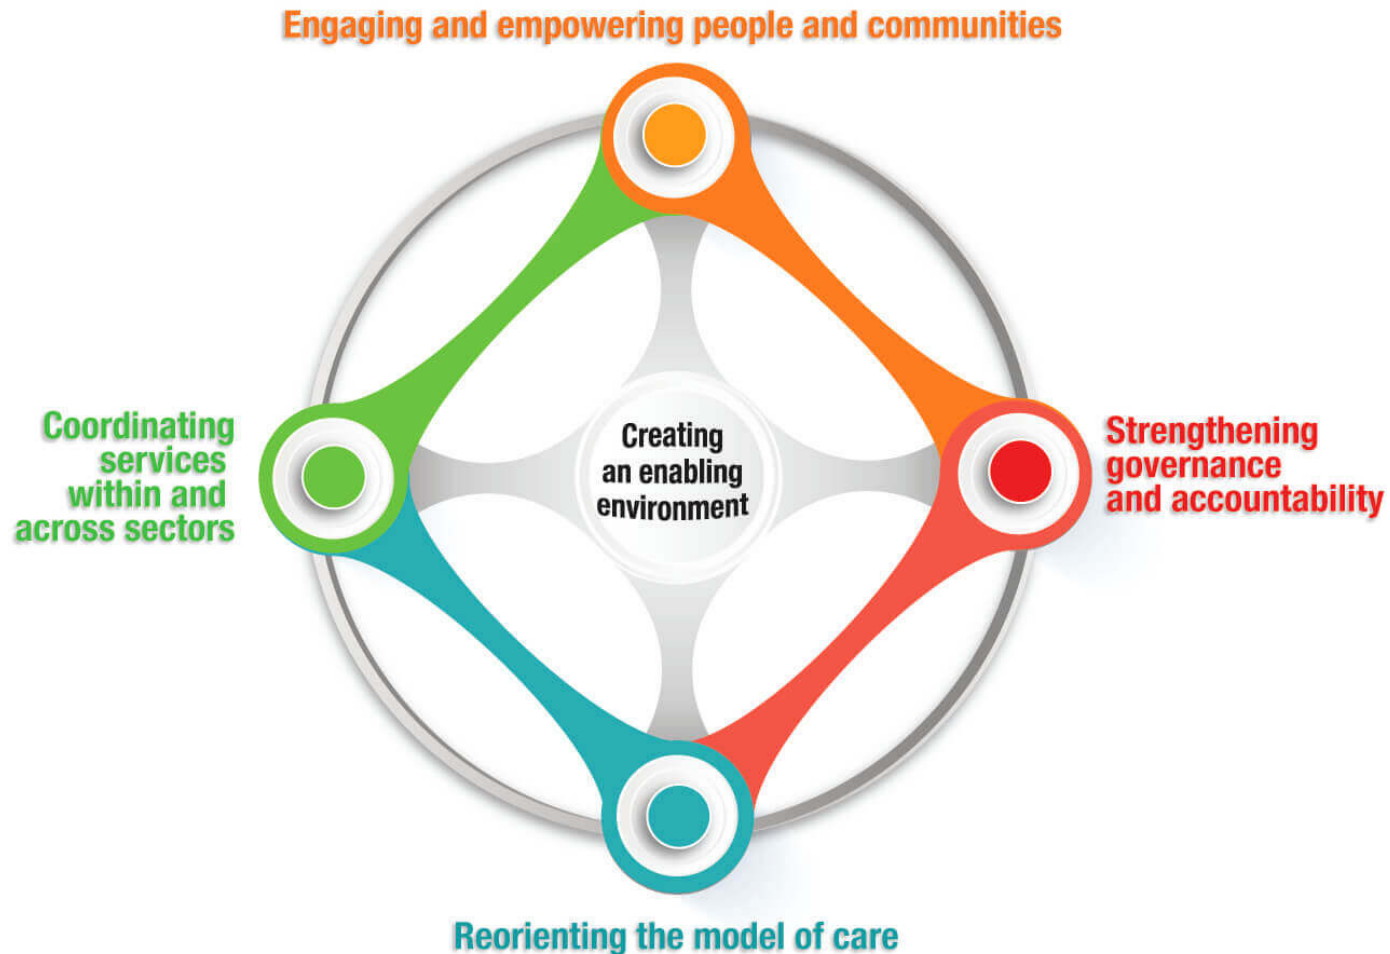 Engaging and empowering people and communities
Coordinating
services
within and
across sectors
Creating
an enabling
environment
Strengthening
governance
and accountability
Reorienting the model of care